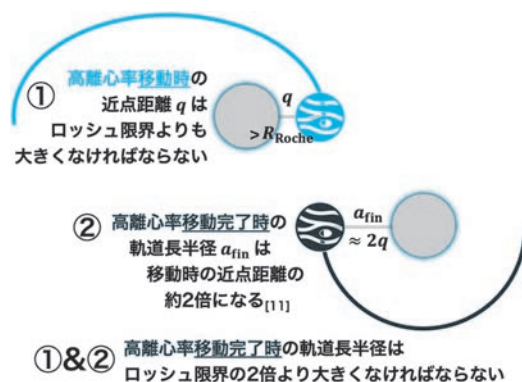 ① 高離心率移動時の
近点距離 q は
ロッシュ限界よりも
大きくなければならない
q
>R_Roche
② 高離心率移動完了時の
軌道長半径 a_fin は
移動時の近点距離の
約2倍になる[11]
a_fin
≈ 2q
①&② 高離心率移動完了時の軌道長半径は
ロッシュ限界の2倍より大きくなければならない